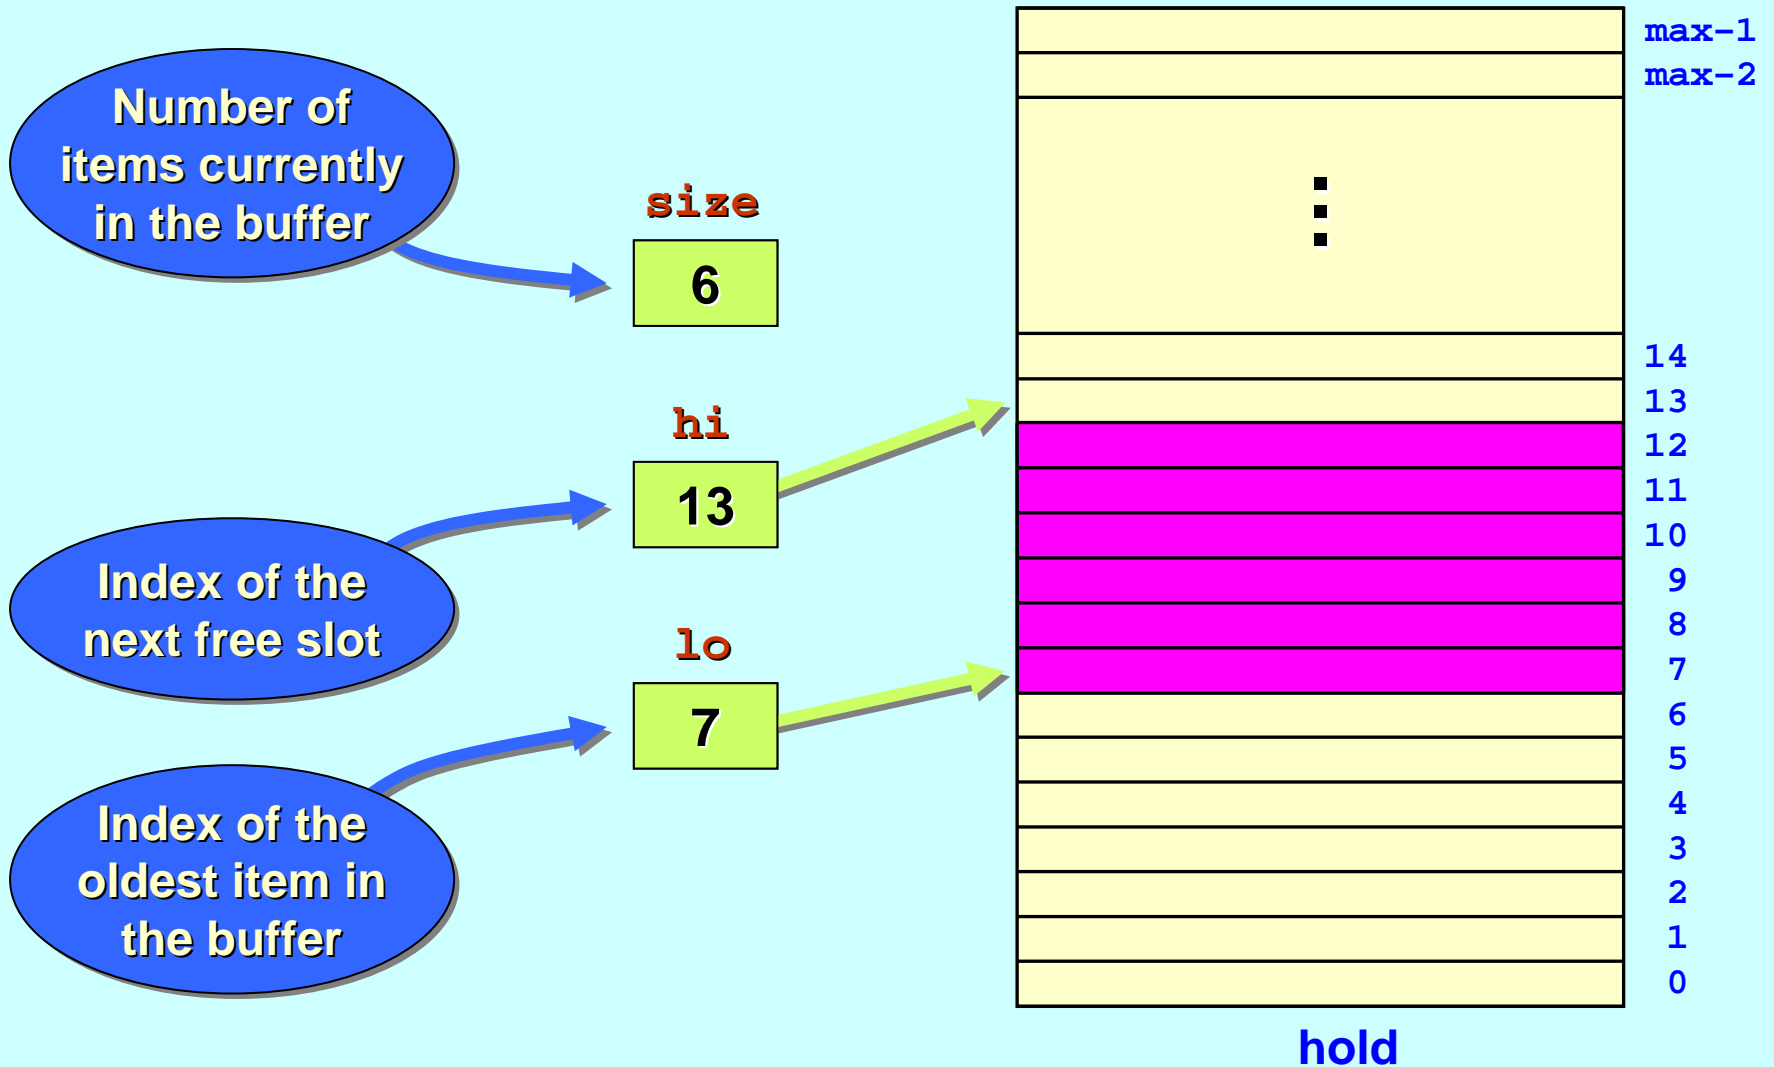 Number of
items currently
in the buffer
size
6
hi
13
Index of the
next free slot
lo
7
Index of the
oldest item in
the buffer
max-1
max-2
14
13
12
11
10
9
8
7
6
5
4
3
2
1
0
hold